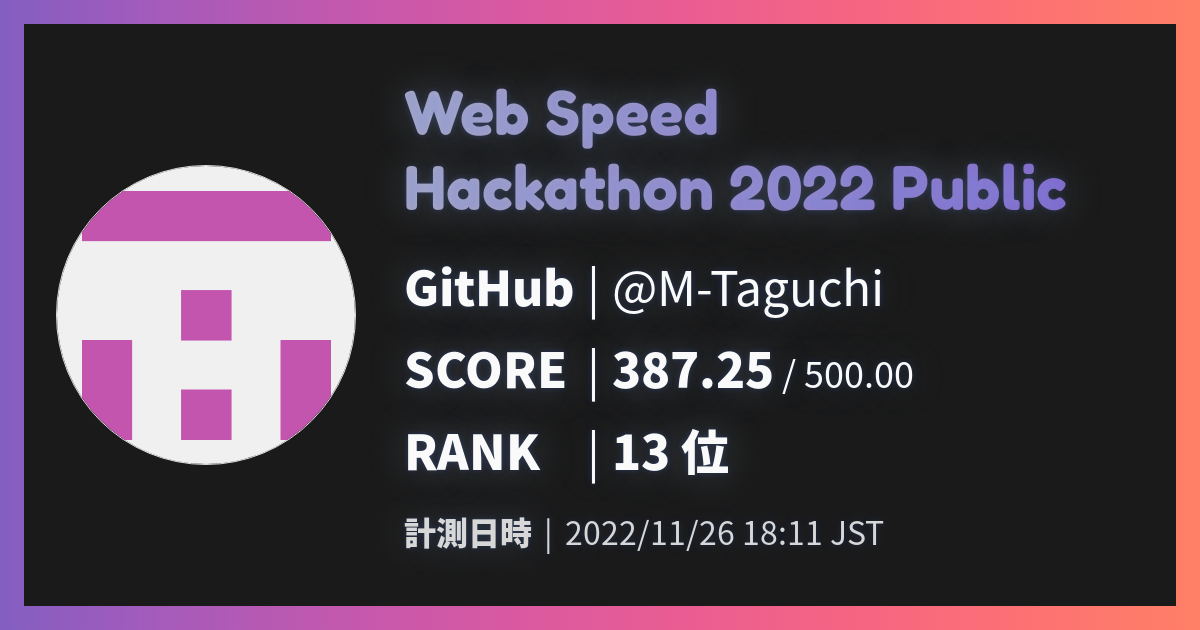 Web Speed
Hackathon 2022 Public
GitHub | @M-Taguchi
SCORE | 387.25 / 500.00
RANK | 13 位
計測日時 | 2022/11/26 18:11 JST